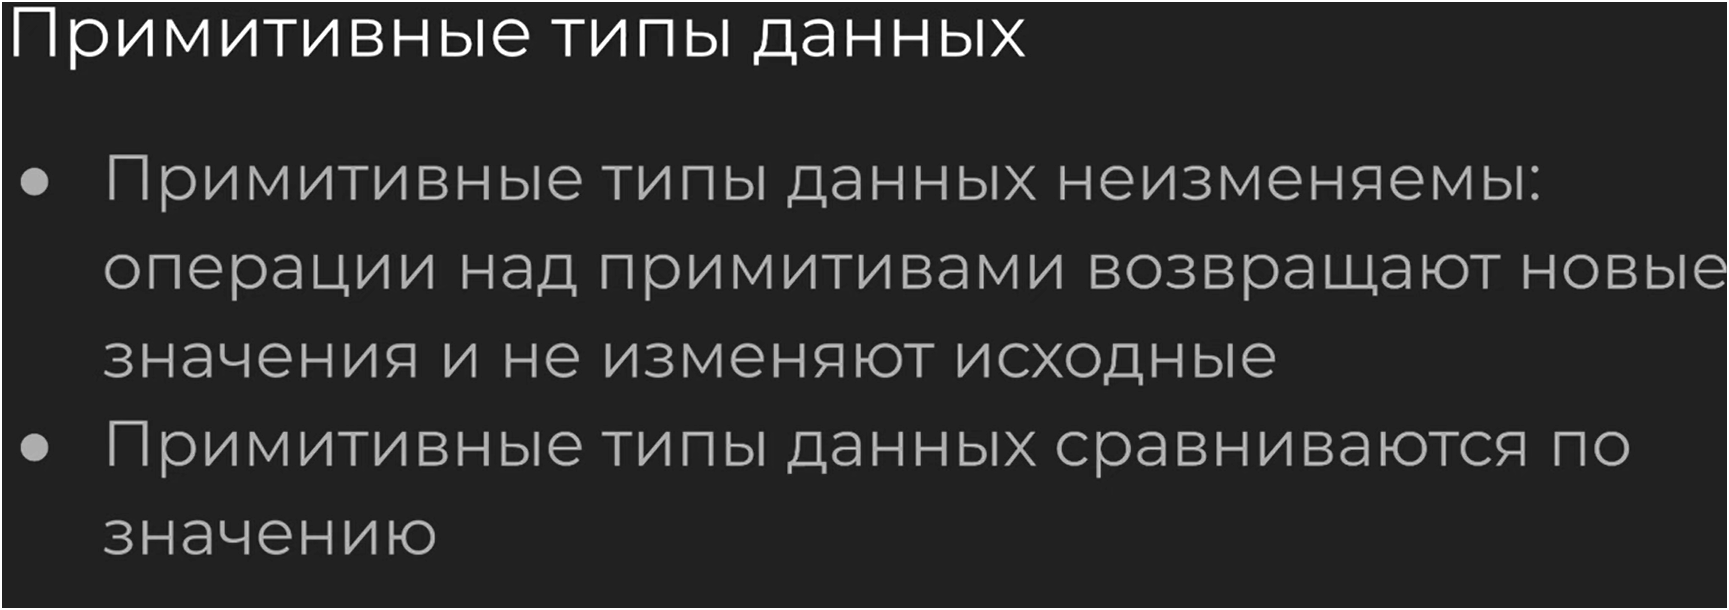 Примитивные типы данных
● Примитивные типы данных неизменяемы:
операции над примитивами возвращают новые
значения и не изменяют исходные
● Примитивные типы данных сравниваются по
значению